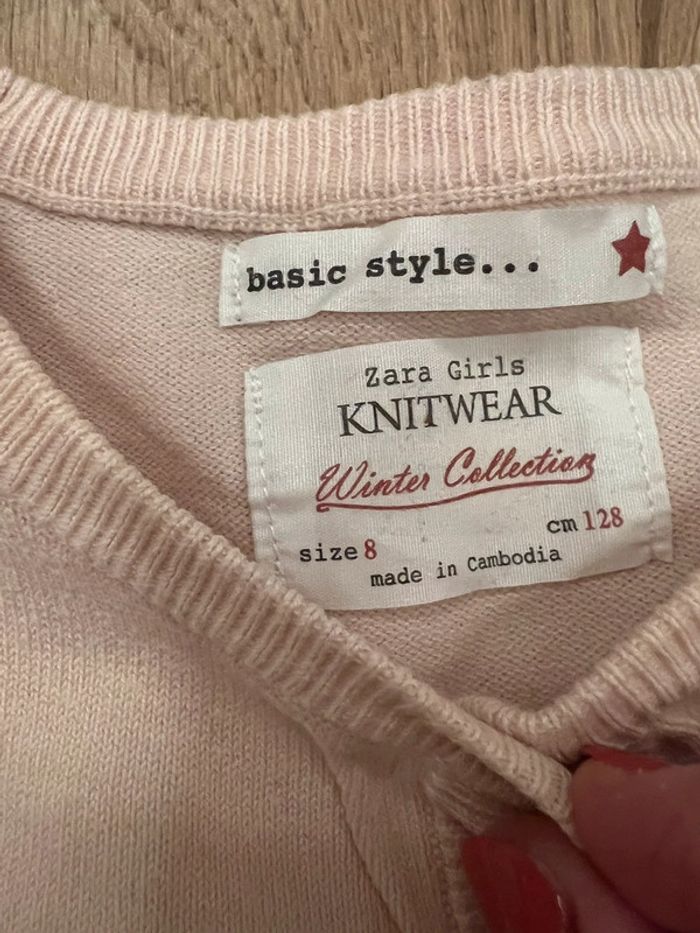 basic style...
Zara Girls
KNITWEAR
Winter Collection
size 8 cm 128
made in Cambodia